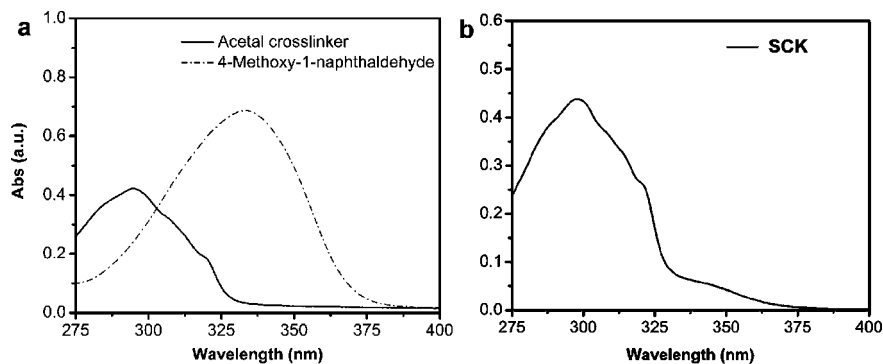 a
Acetal crosslinker
4-Methoxy-1-naphthaldehyde
Abs (a.u.)
1.0
0.8
0.6
0.4
0.2
0.0
275 300 325 350 375 400
Wavelength (nm)
b
SCK
0.6
0.5
0.4
0.3
0.2
0.1
0.0
275 300 325 350 375 400
Wavelength (nm)